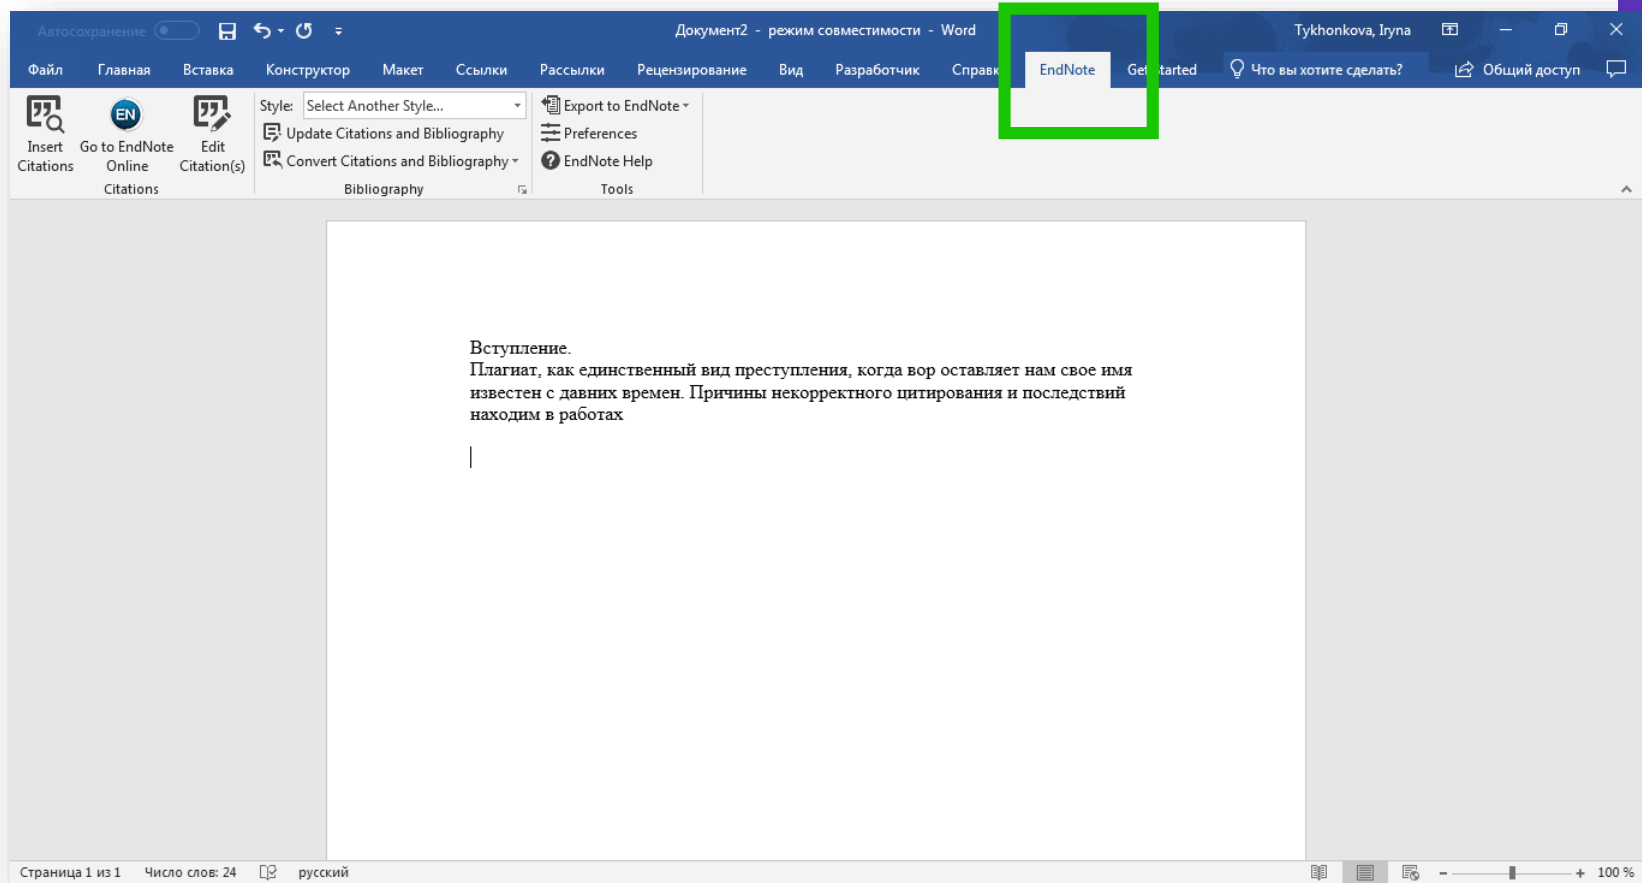 Автосохранение
Документ2 - режим совместимости - Word
Tykhonkova, Iryna
Файл Главная Вставка Конструктор Макет Ссылки Рассылки Рецензирование Вид Разработчик Справк EndNote Get Started Что вы хотите сделать? Общий доступ
Insert Citations
Go to EndNote Online
Edit Citation(s)
Citations
Style: Select Another Style...
Update Citations and Bibliography
Convert Citations and Bibliography
Bibliography
Export to EndNote
Preferences
EndNote Help
Tools
Вступление.
Плагиат, как единственный вид преступления, когда вор оставляет нам свое имя
известен с давних времен. Причины некорректного цитирования и последствий
находим в работах
Страница 1 из 1 Число слов: 24 русский 100 %